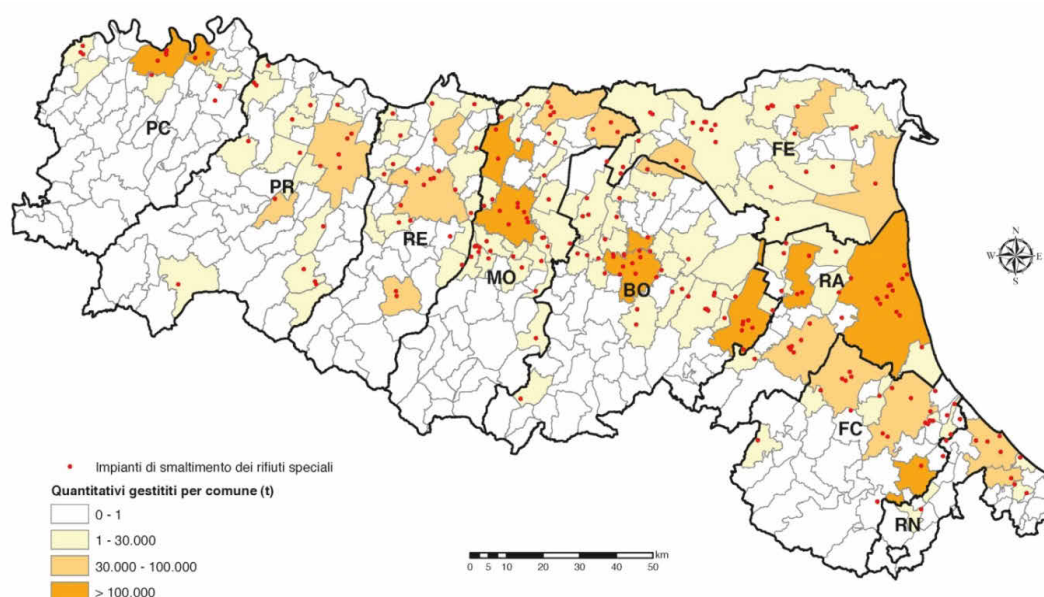 PC
PR
RE
MO
BO
FE
RA
FC
RN
N
W E
S
Impianti di smaltimento dei rifiuti speciali
Quantitativi gestititi per comune (t)
0 - 1
1 - 30.000
30.000 - 100.000
> 100.000
km
0 5 10 20 30 40 50